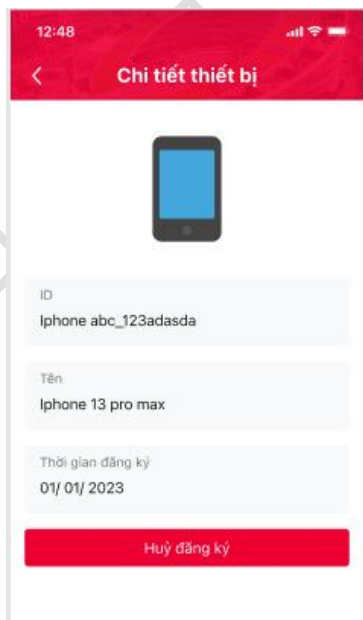 12:48
Chi tiết thiết bị
ID
Iphone abc_123adasda
Tên
Iphone 13 pro max
Thời gian đăng ký
01/ 01/ 2023
Huỷ đăng ký